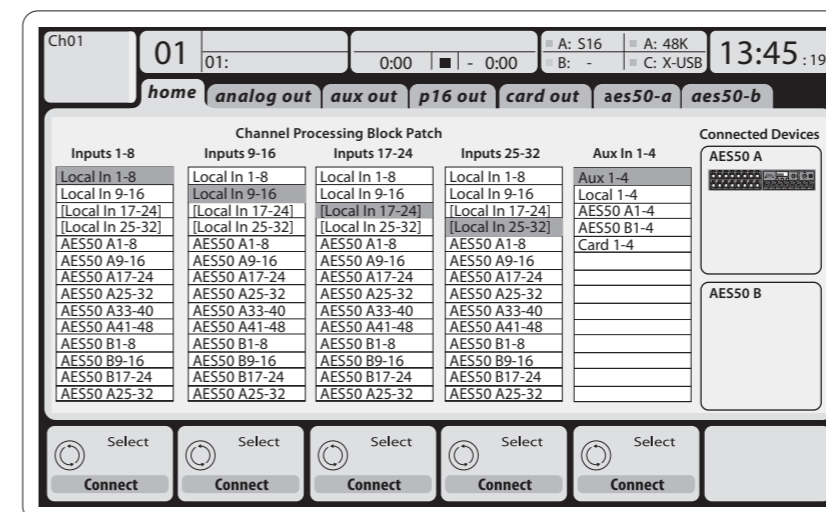 Ch01
01
01:
0:00 - 0:00
A: S16
A: 48K
B: -
C: X-USB
13:45 :19
home
analog out
aux out
p16 out
card out
aes50-a
aes50-b
Channel Processing Block Patch
Connected Devices
Inputs 1-8
Inputs 9-16
Inputs 17-24
Inputs 25-32
Aux In 1-4
Local In 1-8
Local In 9-16
[Local In 17-24]
[Local In 25-32]
AES50 A1-8
AES50 A9-16
AES50 A17-24
AES50 A25-32
AES50 A33-40
AES50 A41-48
AES50 B1-8
AES50 B9-16
AES50 B17-24
AES50 A25-32
Local In 1-8
Local In 9-16
[Local In 17-24]
[Local In 25-32]
AES50 A1-8
AES50 A9-16
AES50 A17-24
AES50 A25-32
AES50 A33-40
AES50 A41-48
AES50 B1-8
AES50 B9-16
AES50 B17-24
AES50 A25-32
Local In 1-8
Local In 9-16
[Local In 17-24]
[Local In 25-32]
AES50 A1-8
AES50 A9-16
AES50 A17-24
AES50 A25-32
AES50 A33-40
AES50 A41-48
AES50 B1-8
AES50 B9-16
AES50 B17-24
AES50 A25-32
Local In 1-8
Local In 9-16
[Local In 17-24]
[Local In 25-32]
AES50 A1-8
AES50 A9-16
AES50 A17-24
AES50 A25-32
AES50 A33-40
AES50 A41-48
AES50 B1-8
AES50 B9-16
AES50 B17-24
AES50 A25-32
Aux 1-4
Local 1-4
AES50 A1-4
AES50 B1-4
Card 1-4
AES50 A
AES50 B
Select
Connect
Select
Connect
Select
Connect
Select
Connect
Select
Connect